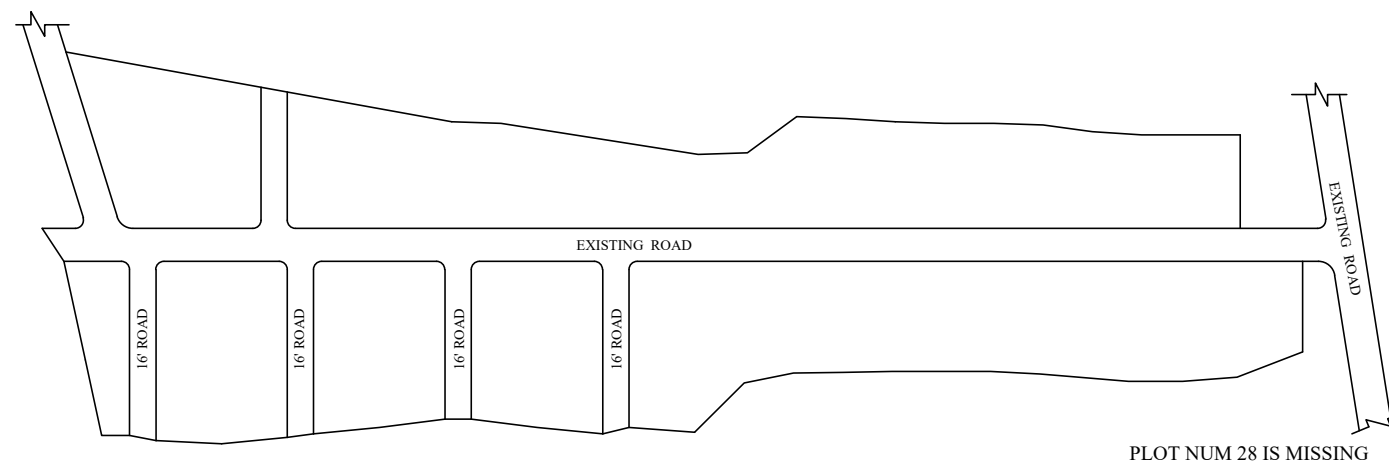 EXISTING ROAD
EXISTING ROAD
16' ROAD
16' ROAD
16' ROAD
16' ROAD
PLOT NUM 28 IS MISSING